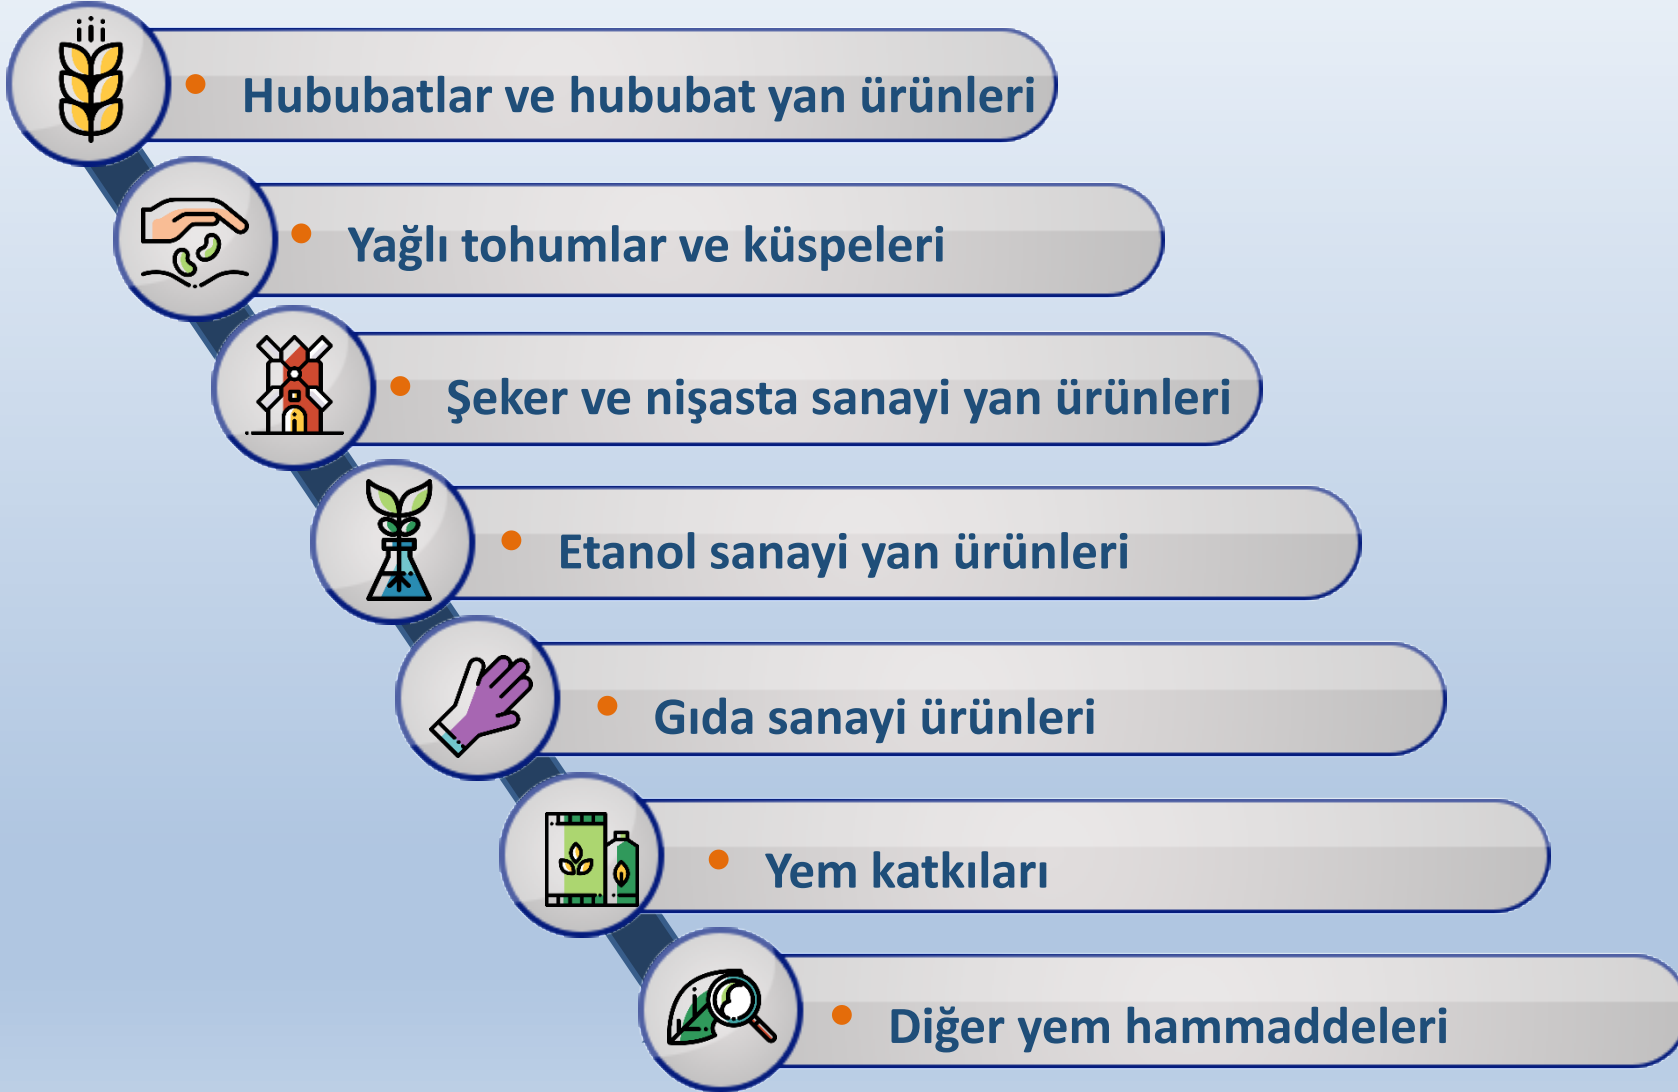 • Hububatlar ve hububat yan ürünleri
• Yağlı tohumlar ve küspeleri
• Şeker ve nişasta sanayi yan ürünleri
• Etanol sanayi yan ürünleri
• Gıda sanayi ürünleri
• Yem katkıları
• Diğer yem hammaddeleri